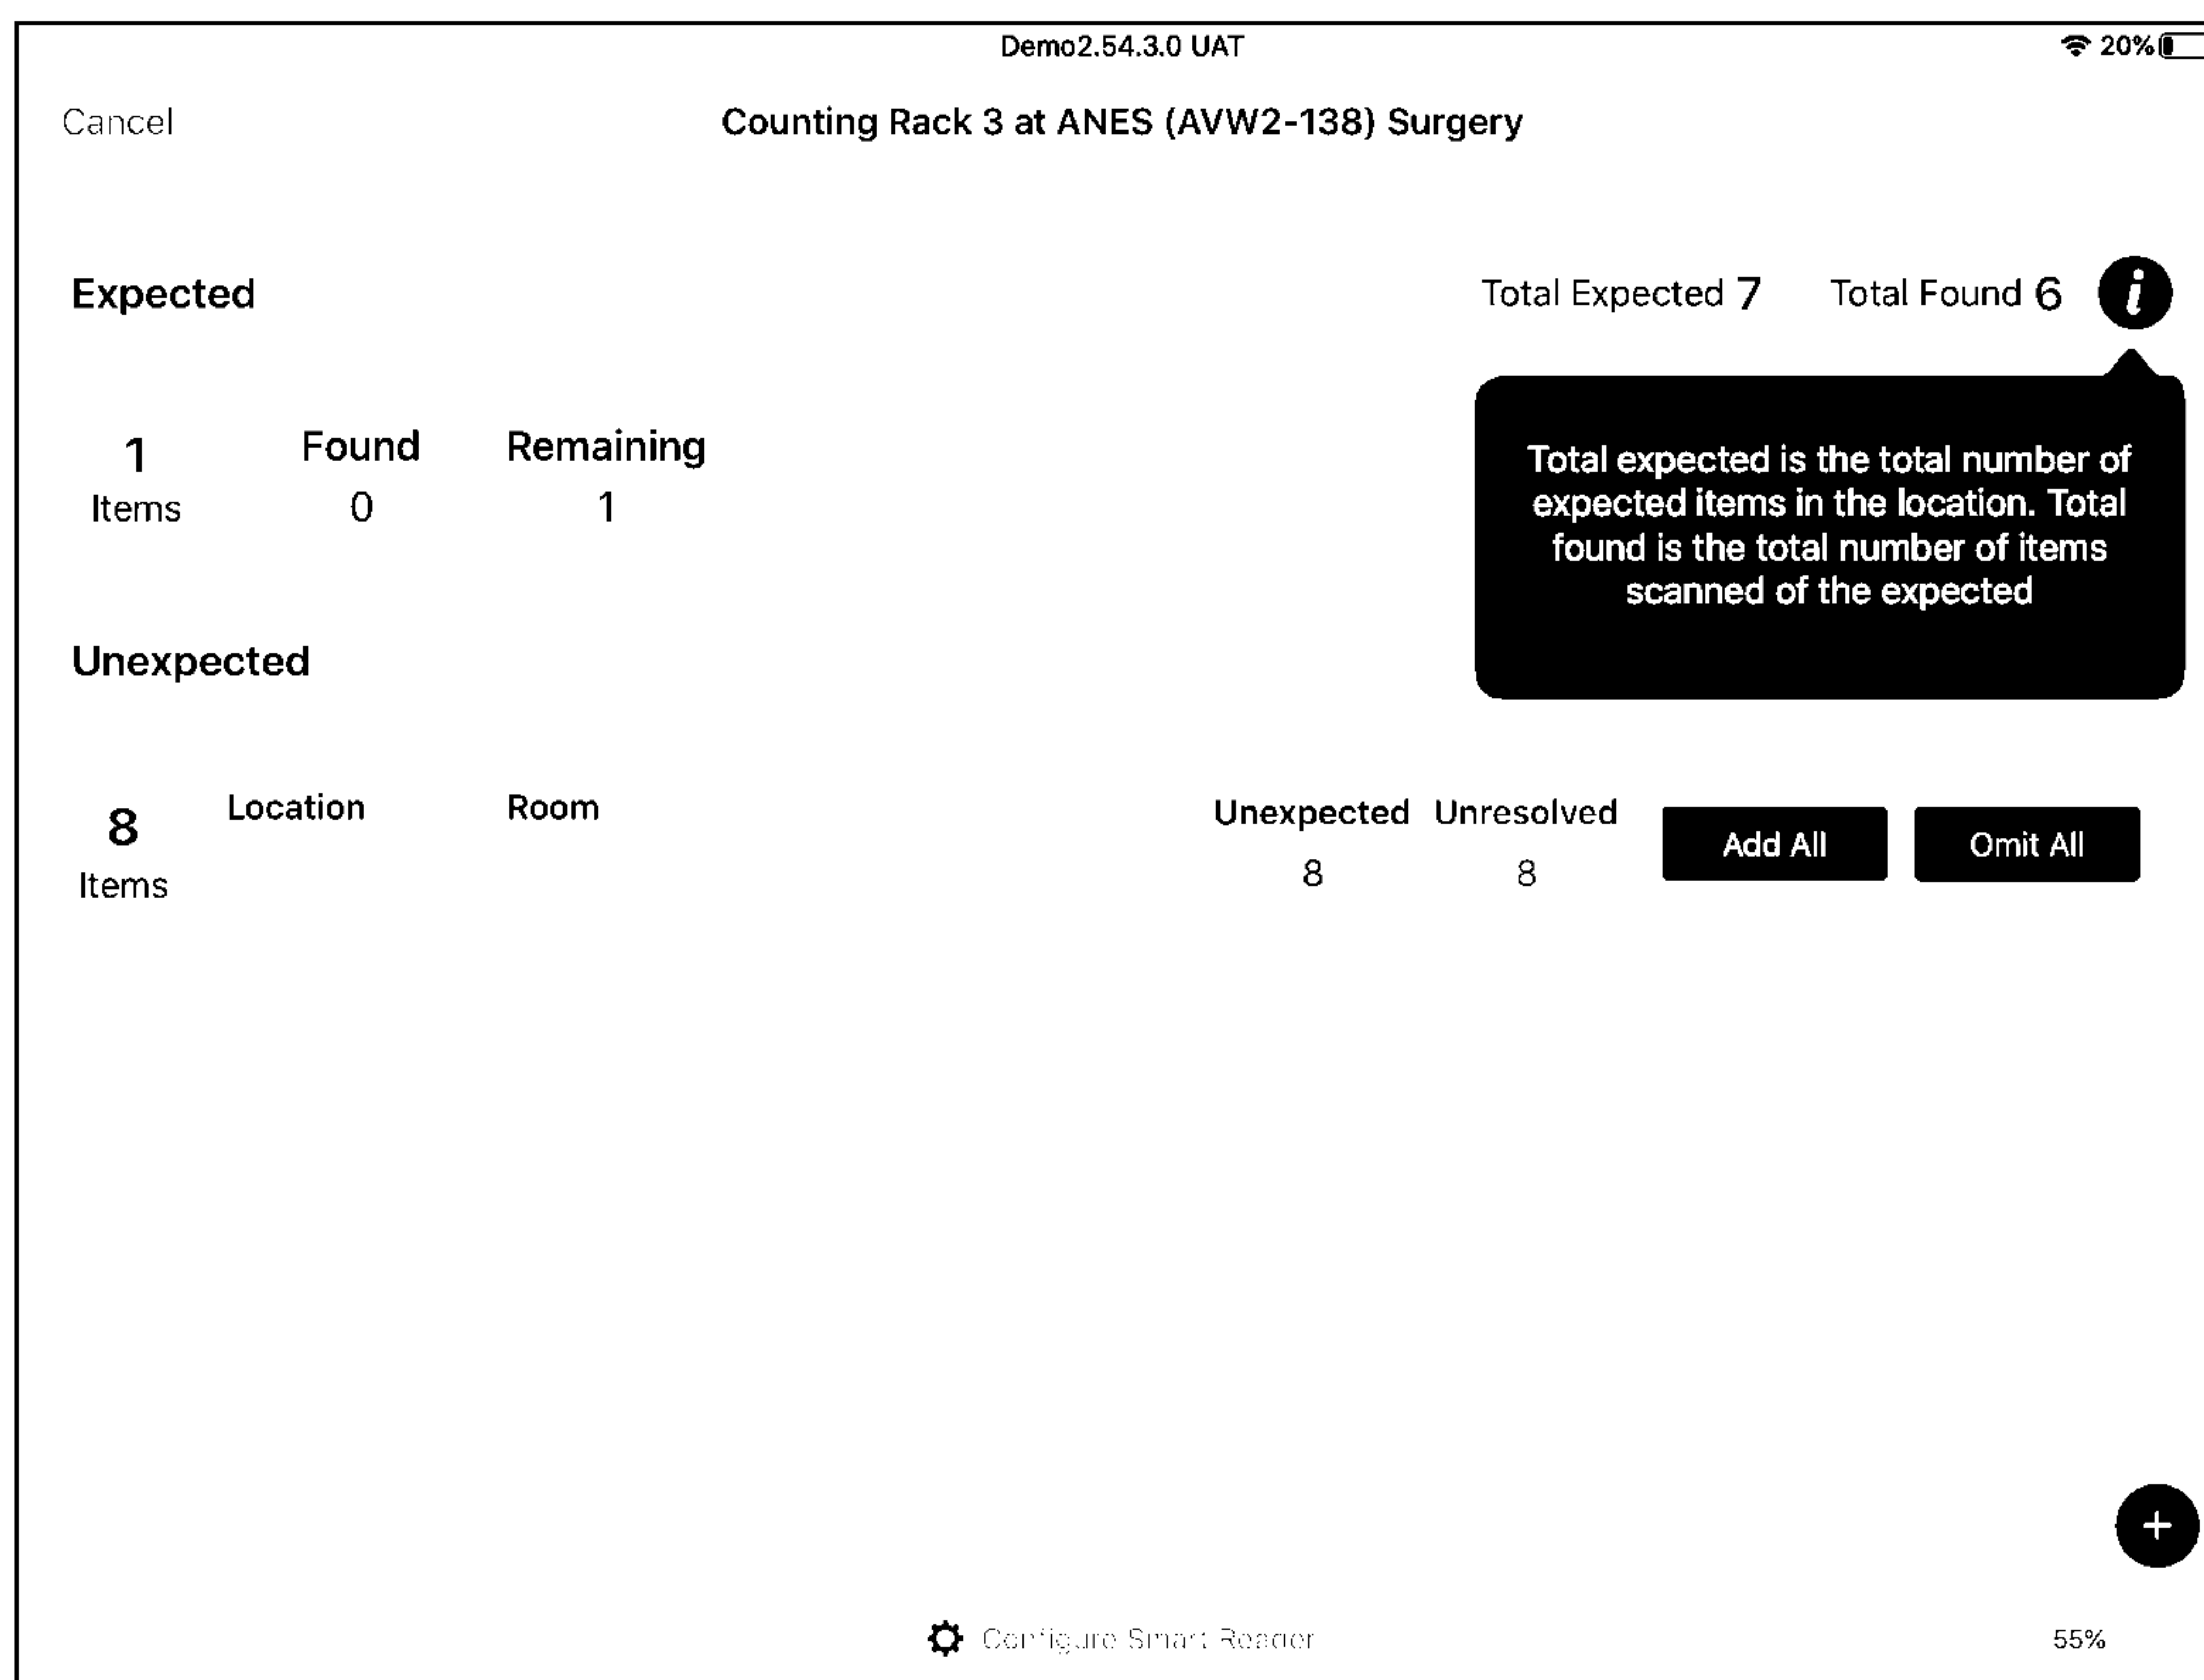 Demo2.54.3.0 UAT
20%
Cancel
Counting Rack 3 at ANES (AVW2-138) Surgery
Expected
Total Expected 7
Total Found 6
i
Total expected is the total number of
expected items in the location. Total
found is the total number of items
scanned of the expected
1
Items
Found
0
Remaining
1
Unexpected
8
Items
Location
Room
Unexpected
8
Unresolved
8
Add All
Omit All
+
Configure Smart Reader
55%